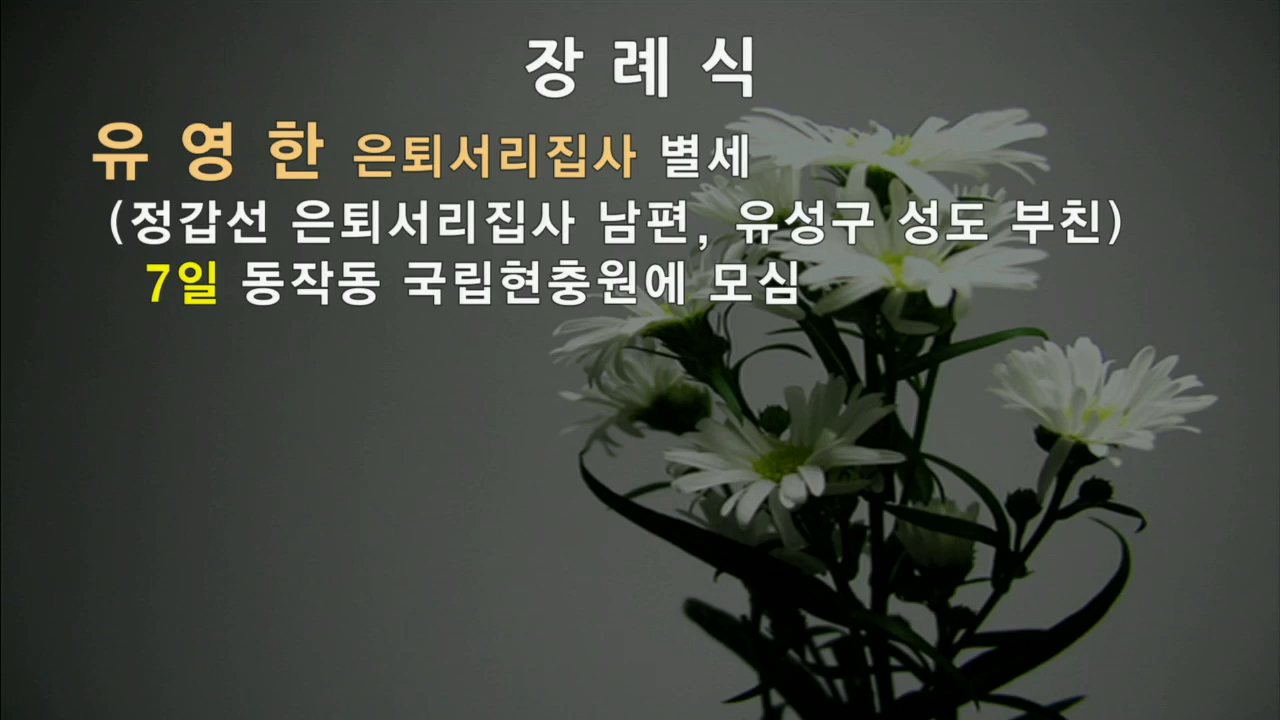 장 례 식
유 영 한 은퇴서리집사 별세
(정갑선 은퇴서리집사 남편, 유성구 성도 부친)
7일 동작동 국립현충원에 모심